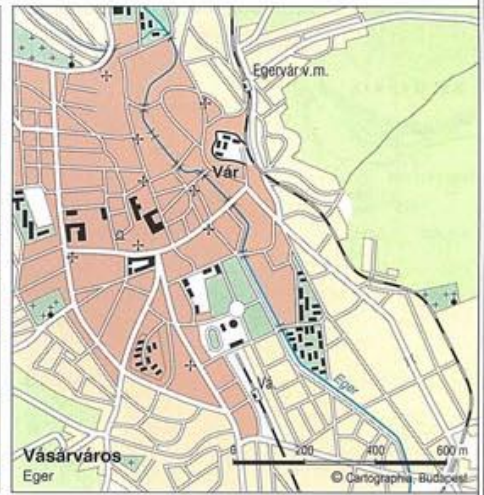 Egervár v.m.
Vár
Eger
Vá.
Vásárváros
Eger
0 200 400 600 m
© Cartographia, Budapest